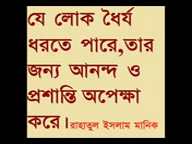 যে লোক ধৈর্য
ধরতে পারে,তার
জন্য আনন্দ ও
প্রশান্তি অপেক্ষা
করে।রাহাতুল ইসলাম মানিক